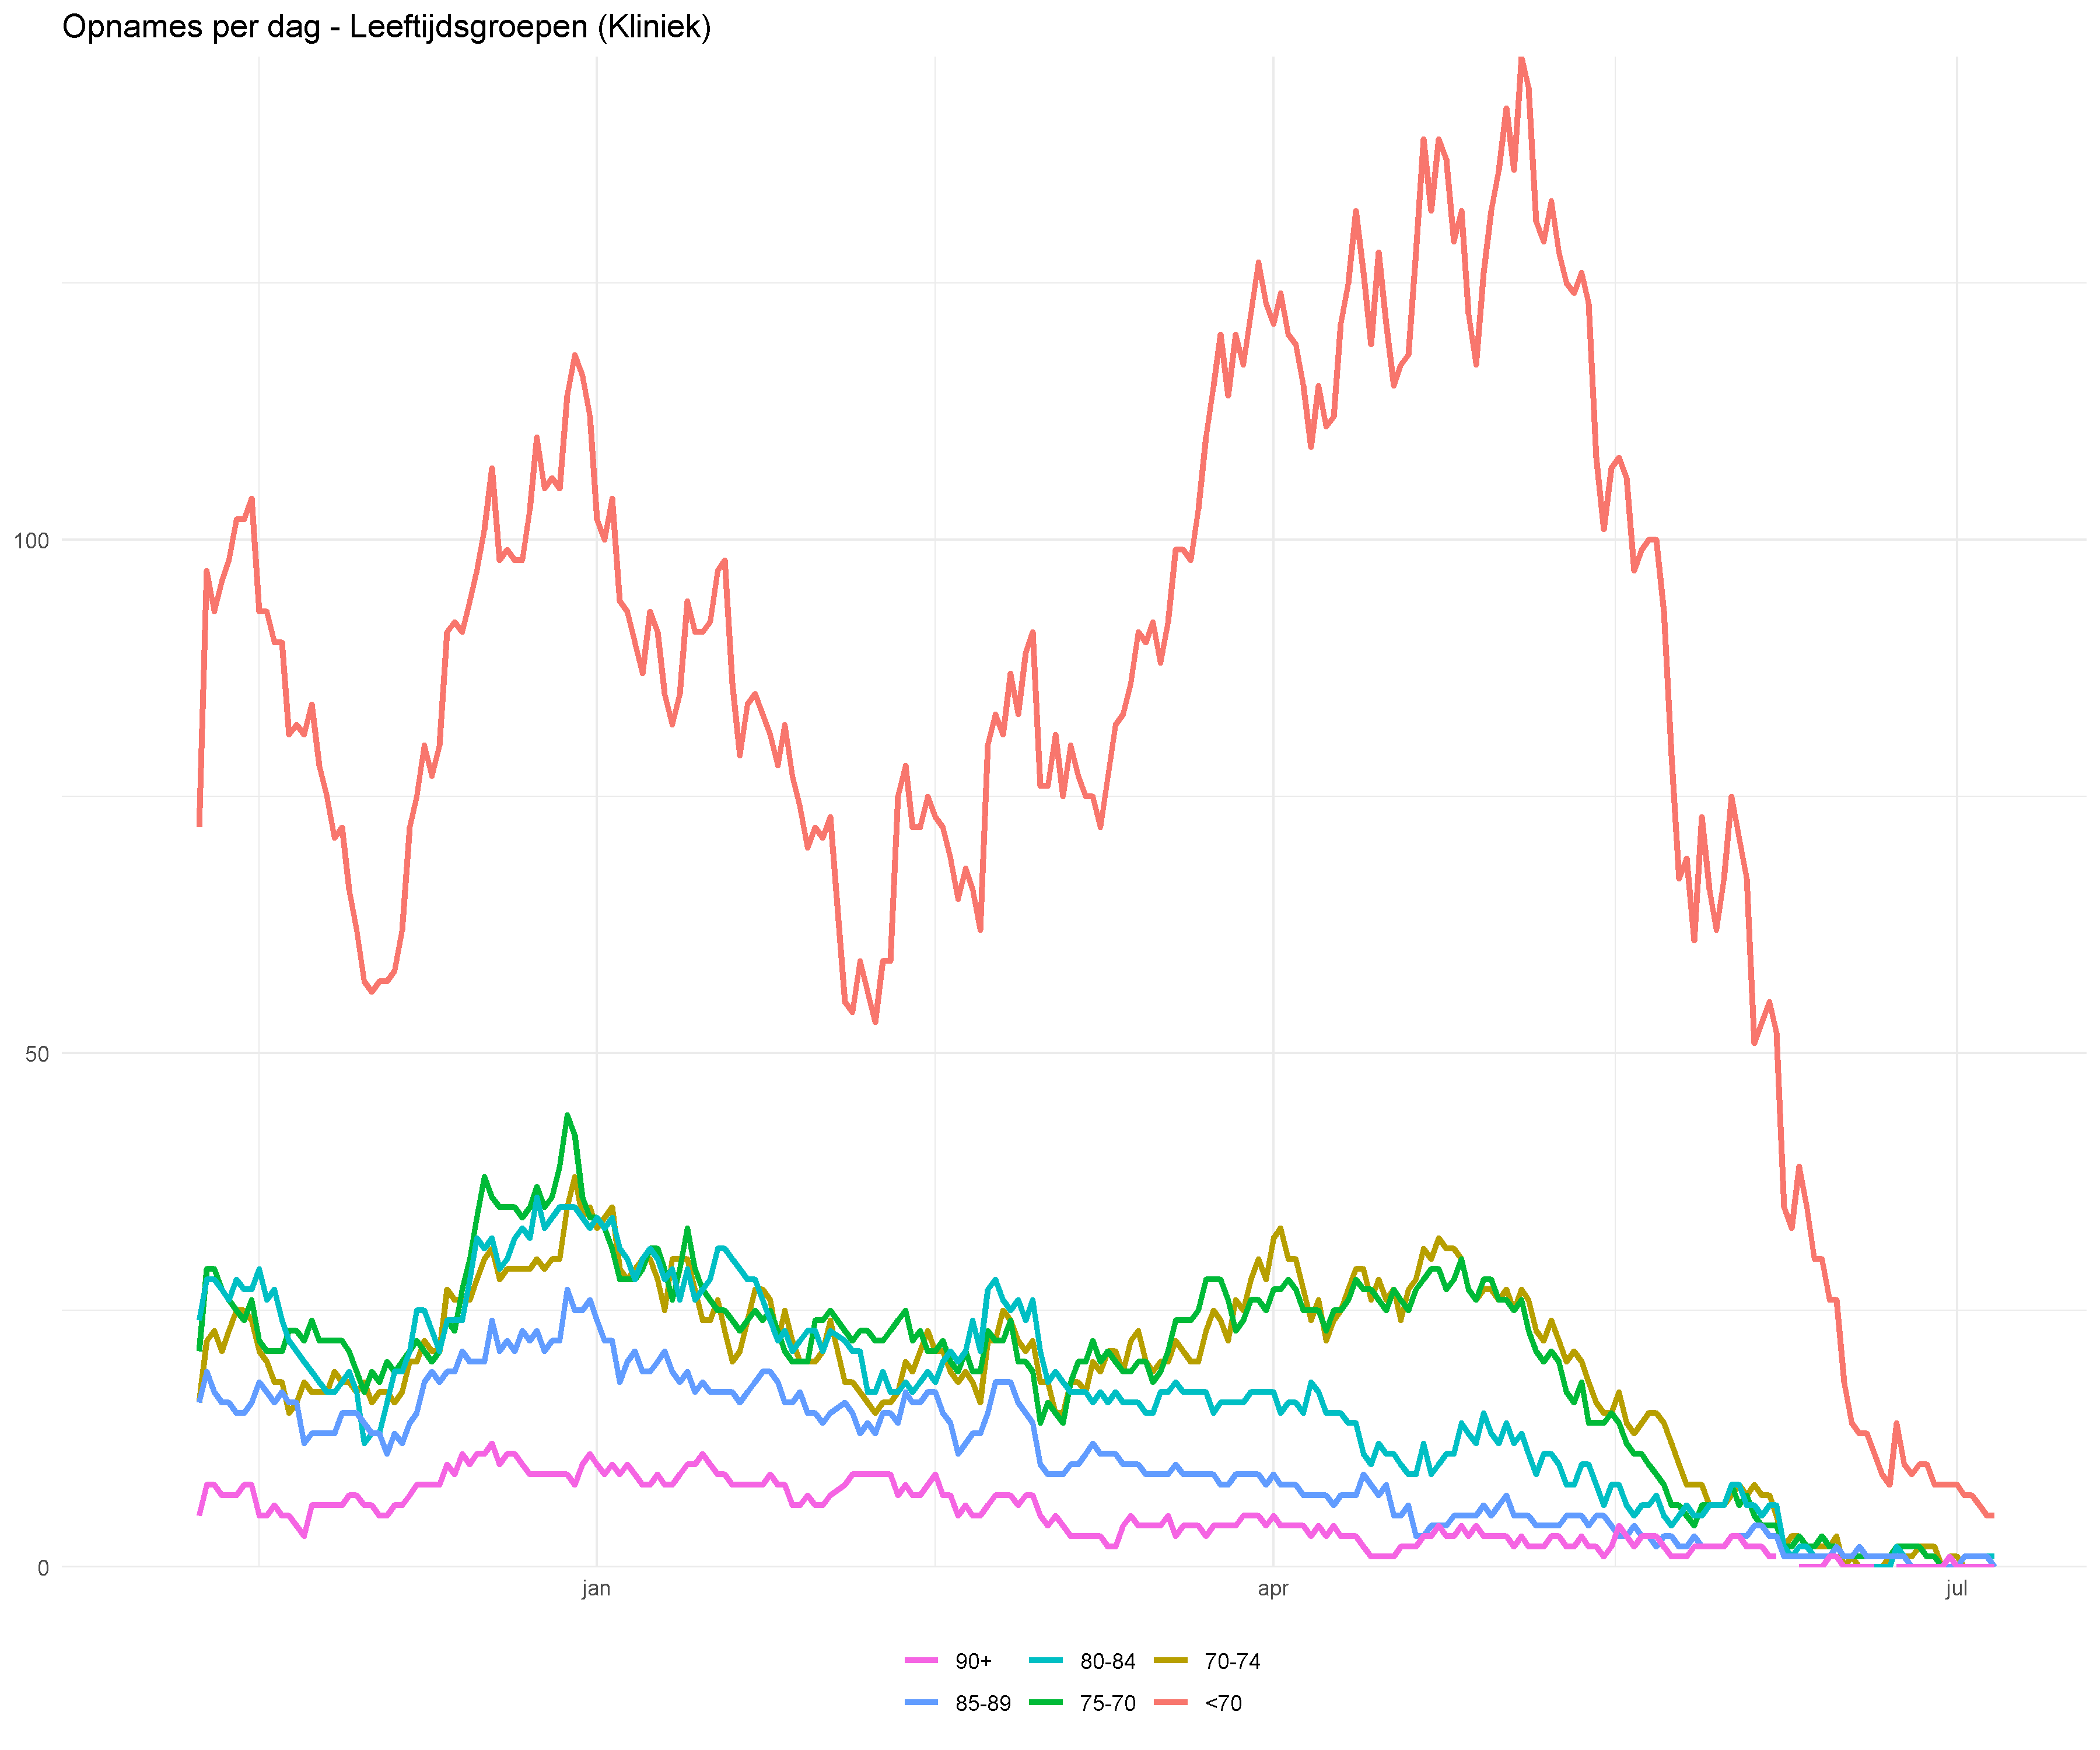 Opnames per dag - Leeftijdsgroepen (Kliniek)
100
50
0
jan apr jul
90+ 80-84 70-74
85-89 75-70 <70